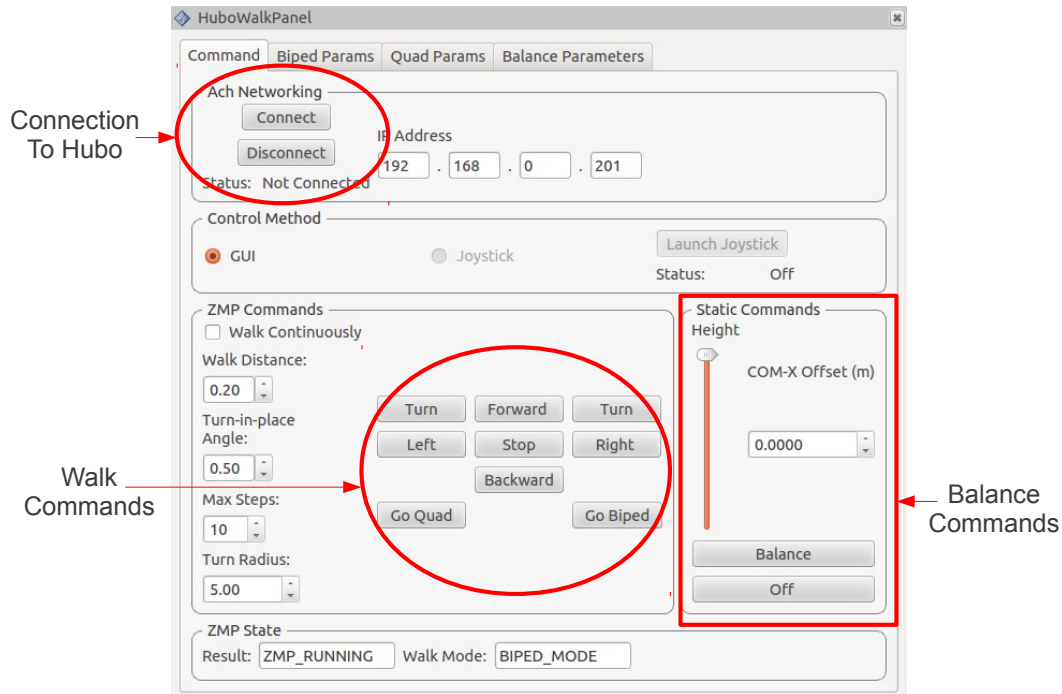 HuboWalkPanel
Command Biped Params Quad Params Balance Parameters
Ach Networking
Connect
Connection
To Hubo
IP Address
Disconnect
192 . 168 . 0 . 201
Status: Not Connected
Control Method
GUI
Joystick
Launch Joystick
Status: Off
ZMP Commands
Walk Continuously
Walk Distance:
0.20
Turn-in-place
Angle:
0.50
Max Steps:
10
Turn Radius:
5.00
Turn Forward Turn
Left Stop Right
Backward
Go Quad Go Biped
Walk
Commands
Static Commands
Height
COM-X Offset (m)
0.0000
Balance
Off
Balance
Commands
ZMP State
Result: ZMP_RUNNING Walk Mode: BIPED_MODE